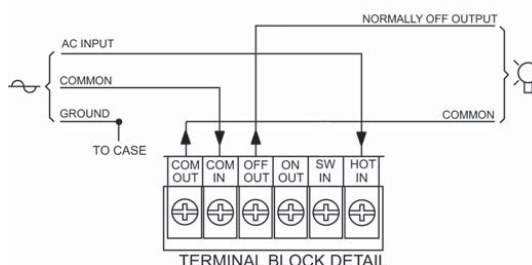 NORMALLY OFF OUTPUT
AC INPUT
COMMON
GROUND
COMMON
TO CASE
COM OUT
COM IN
OFF OUT
ON OUT
SW IN
HOT IN
TERMINAL BLOCK DETAIL